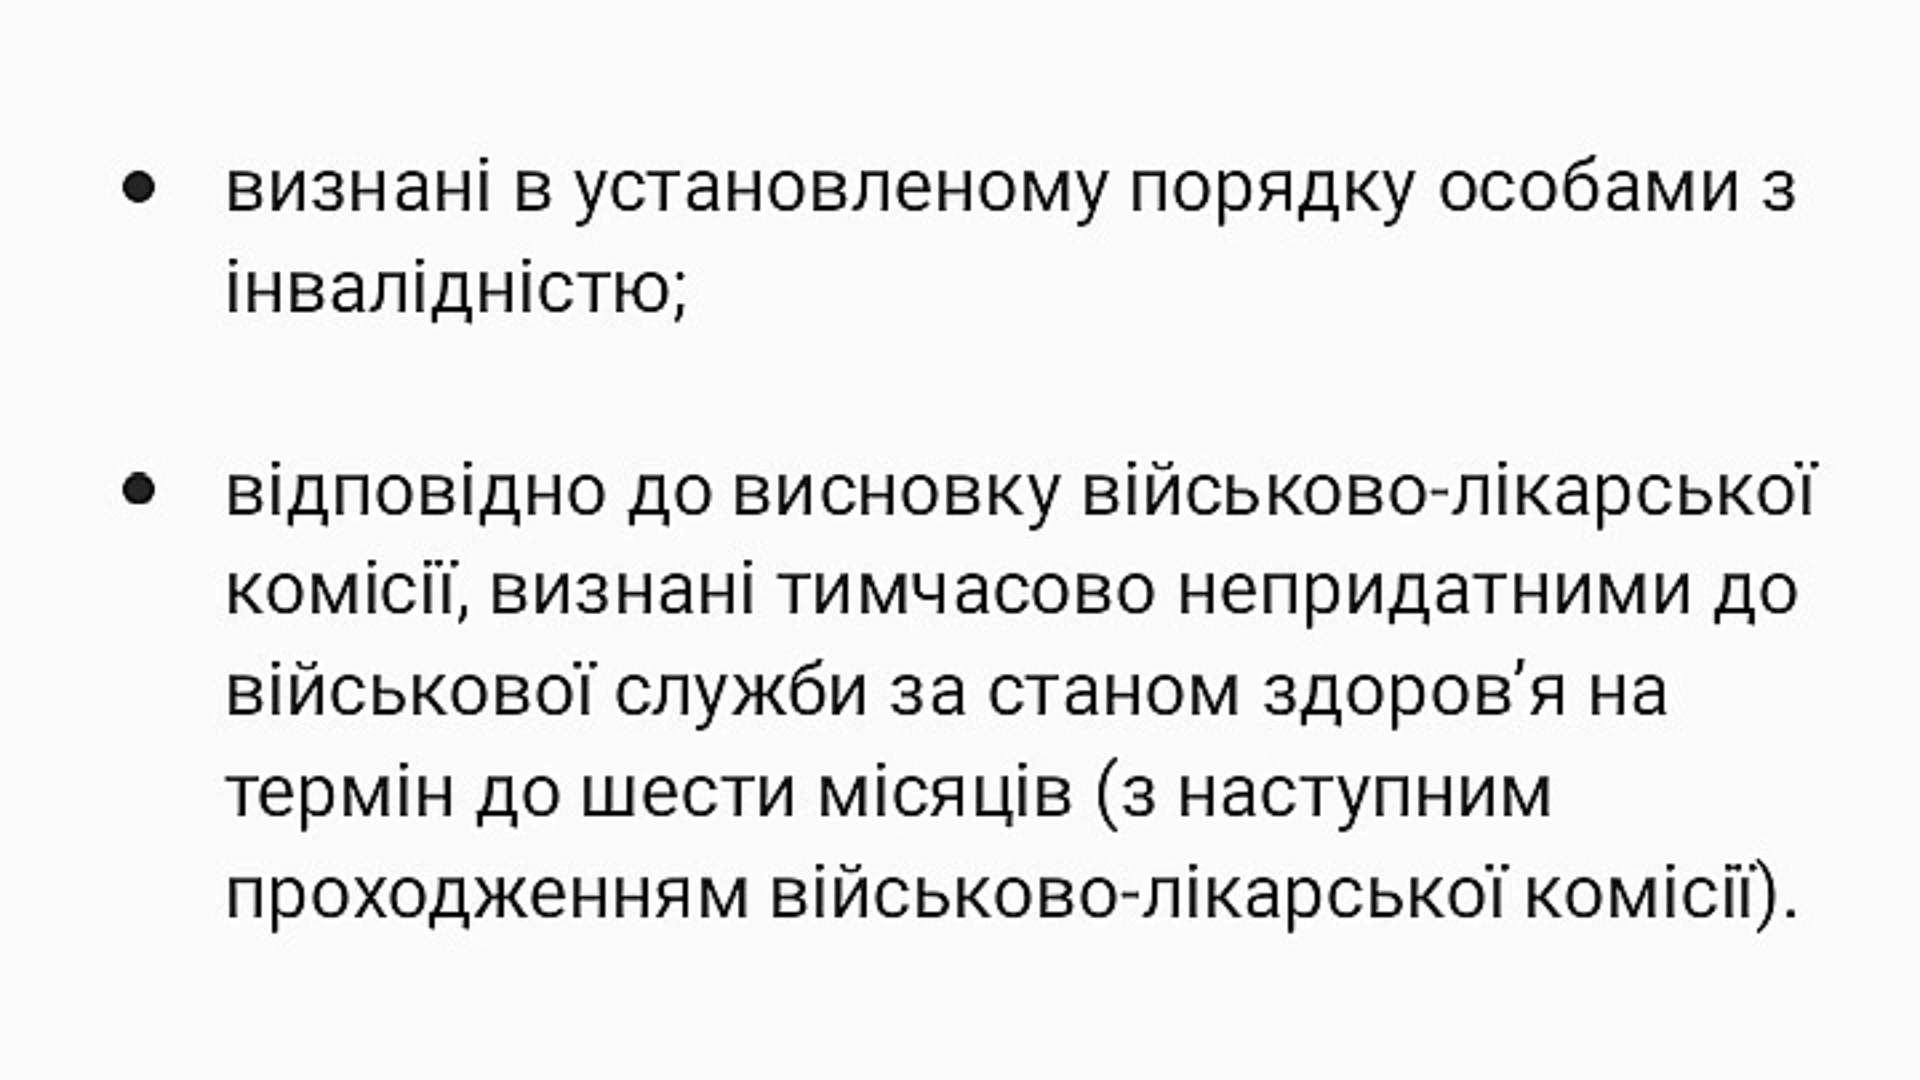 • визнані в установленому порядку особами з
інвалідністю;
• відповідно до висновку військово-лікарської
комісії, визнані тимчасово непридатними до
військової служби за станом здоров’я на
термін до шести місяців (з наступним
проходженням військово-лікарської комісії).